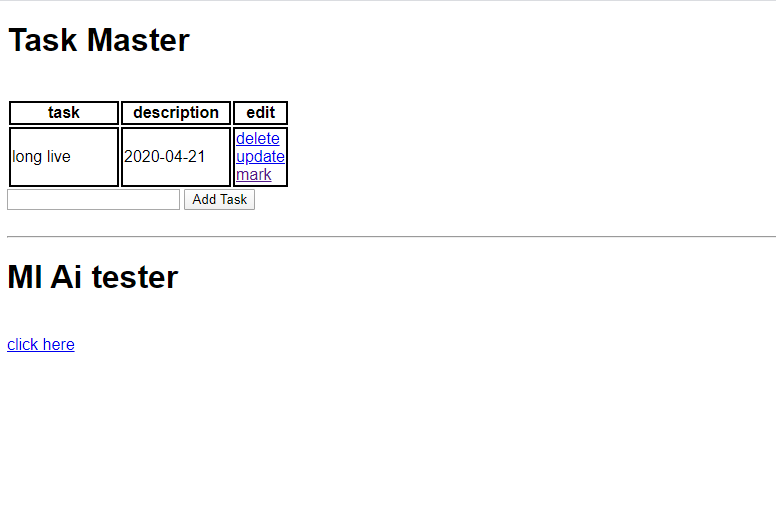 Task Master
task description edit
long live 2020-04-21 delete
update
mark
Add Task
Ml Ai tester
click here